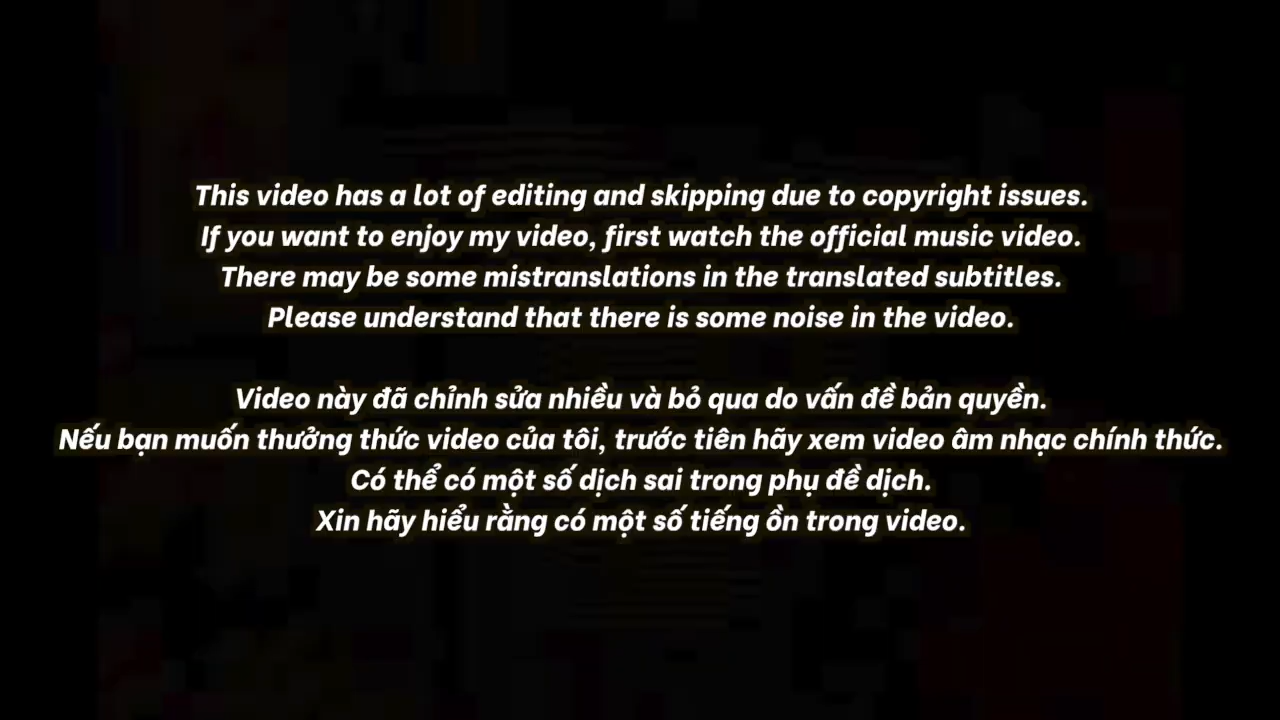 This video has a lot of editing and skipping due to copyright issues.
If you want to enjoy my video, first watch the official music video.
There may be some mistranslations in the translated subtitles.
Please understand that there is some noise in the video.
Video này đã chỉnh sửa nhiều và bỏ qua do vấn đề bản quyền.
Nếu bạn muốn thưởng thức video của tôi, trước tiên hãy xem video âm nhạc chính thức.
Có thể có một số dịch sai trong phụ đề dịch.
Xin hãy hiểu rằng có một số tiếng ồn trong video.